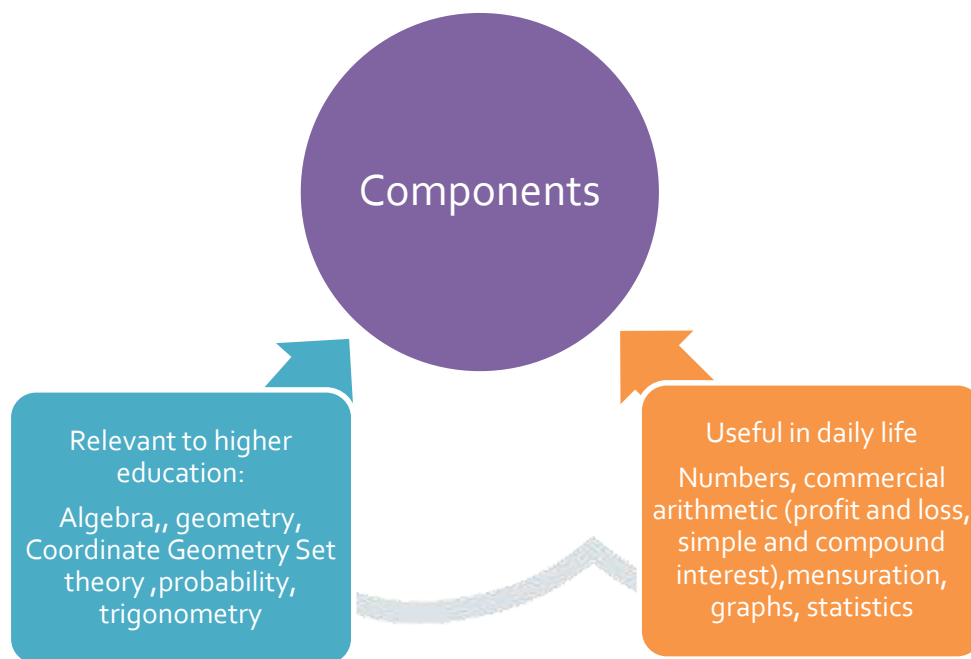 Components
Relevant to higher
education:
Algebra,, geometry,
Coordinate Geometry Set
theory ,probability,
trigonometry
Useful in daily life
Numbers, commercial
arithmetic (profit and loss,
simple and compound
interest),mensuration,
graphs, statistics